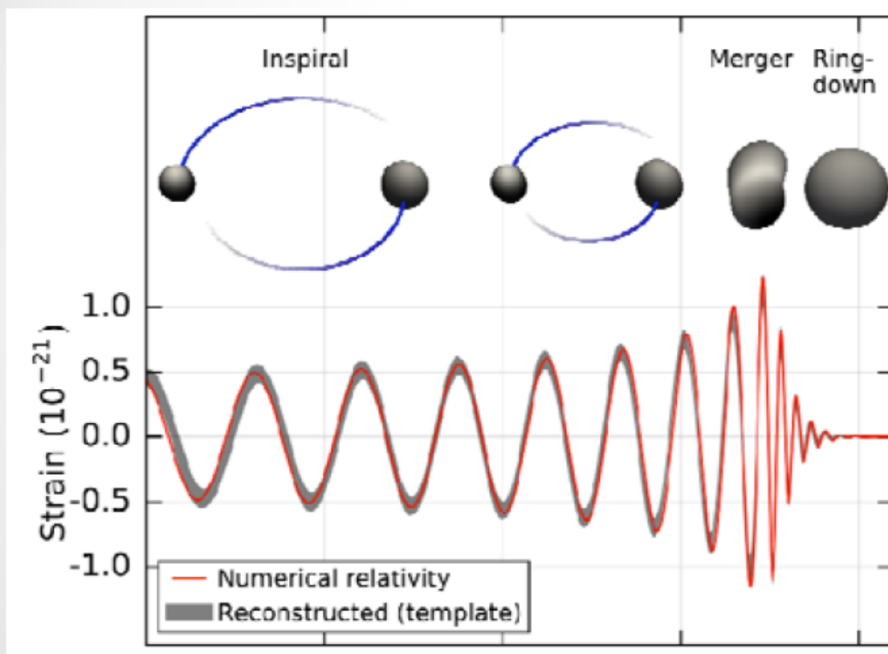 Inspiral
Merger
Ring-
down
Strain (10⁻²¹)
1.0
0.5
0.0
-0.5
-1.0
Numerical relativity
Reconstructed (template)